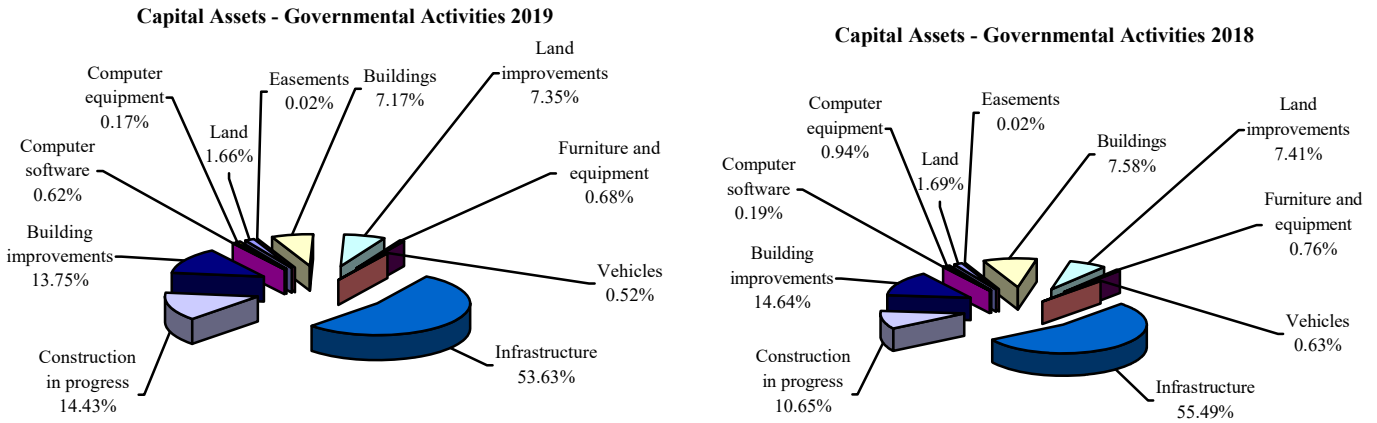 Capital Assets - Governmental Activities 2019
Computer
equipment
0.17%
Easements
0.02%
Buildings
7.17%
Land
improvements
7.35%
Land
1.66%
Computer
software
0.62%
Furniture and
equipment
0.68%
Building
improvements
13.75%
Vehicles
0.52%
Construction
in progress
14.43%
Infrastructure
53.63%
Capital Assets - Governmental Activities 2018
Computer
equipment
0.94%
Easements
0.02%
Buildings
7.58%
Land
improvements
7.41%
Land
1.69%
Computer
software
0.19%
Furniture and
equipment
0.76%
Building
improvements
14.64%
Vehicles
0.63%
Construction
in progress
10.65%
Infrastructure
55.49%